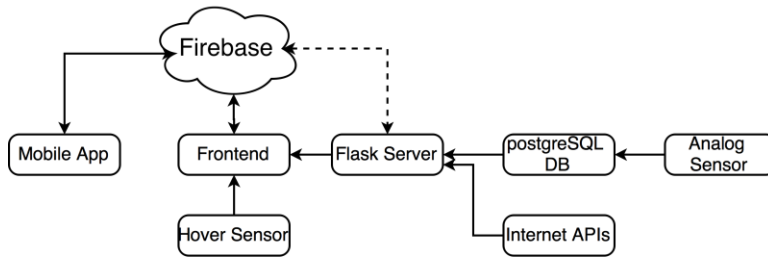 Firebase
Mobile App
Frontend
Flask Server
postgreSQL
DB
Analog
Sensor
Hover Sensor
Internet APIs